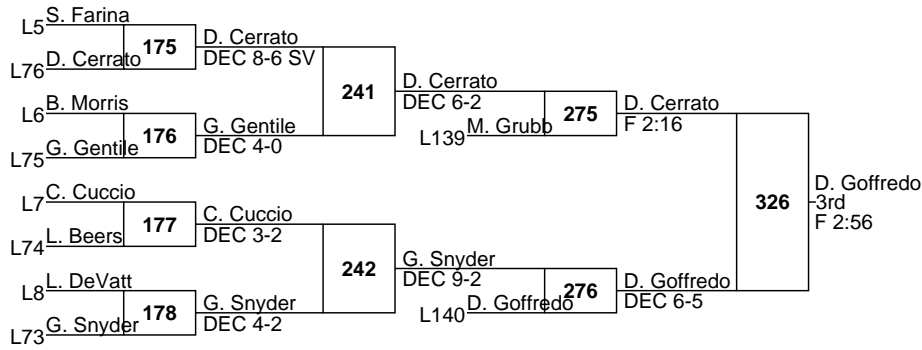 L5 S. Farina
175
D. Cerrato
DEC 8-6 SV
L76 D. Cerrato
241
D. Cerrato
DEC 6-2
L6 B. Morris
176
G. Gentile
DEC 4-0
L75 G. Gentile
275
D. Cerrato
F 2:16
L139 M. Grubb
L7 C. Cuccio
177
C. Cuccio
DEC 3-2
L74 L. Beers
326
D. Goffredo
3rd
F 2:56
242
G. Snyder
DEC 9-2
L8 L. DeVatt
178
G. Snyder
DEC 4-2
L73 G. Snyder
276
D. Goffredo
DEC 6-5
L140 D. Goffredo